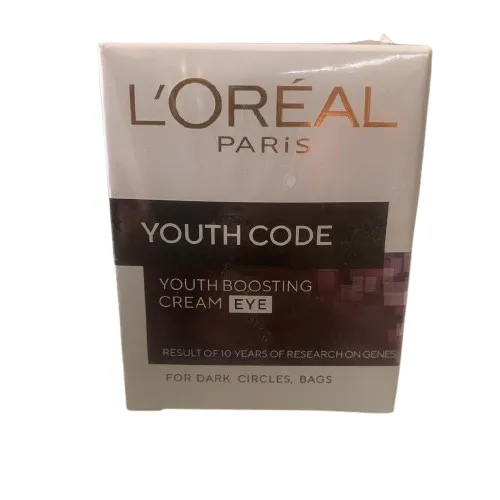 L'ORÉAL
PARiS
YOUTH CODE
YOUTH BOOSTING
CREAM EYE
RESULT OF 10 YEARS OF RESEARCH ON GENES
FOR DARK CIRCLES, BAGS